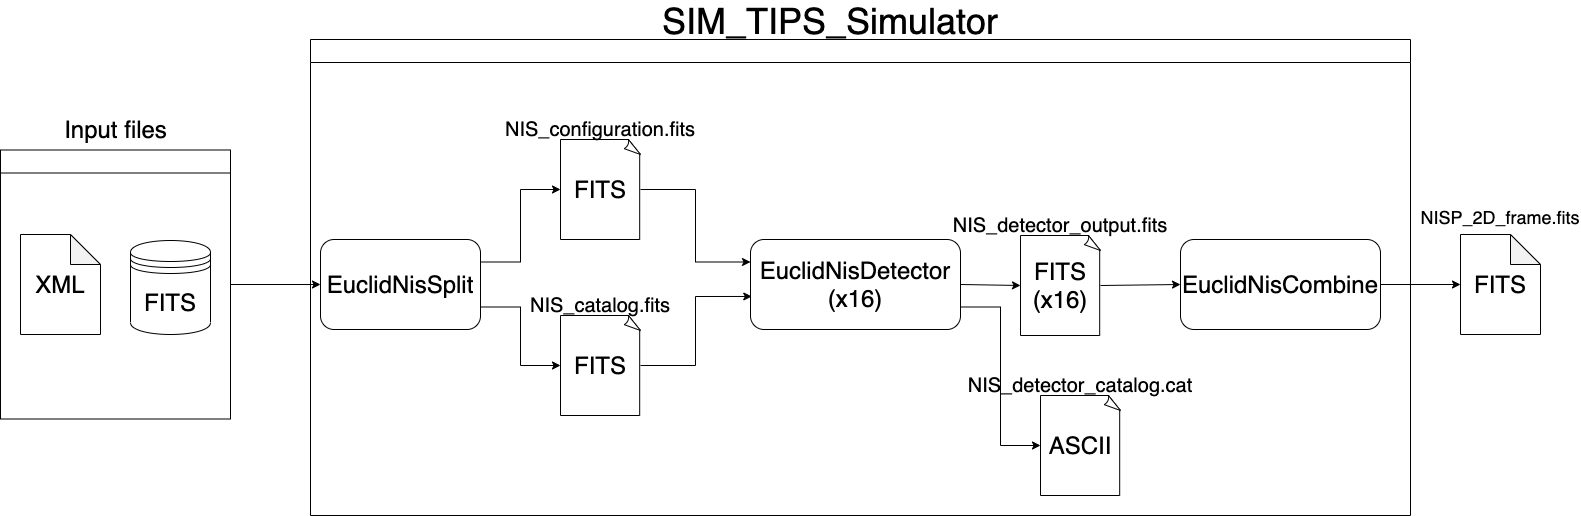 SIM_TIPS_Simulator
Input files
XML
FITS
EuclidNisSplit
NIS_configuration.fits
FITS
NIS_catalog.fits
FITS
EuclidNisDetector
(x16)
NIS_detector_output.fits
FITS
(x16)
NIS_detector_catalog.cat
ASCII
EuclidNisCombine
NISP_2D_frame.fits
FITS